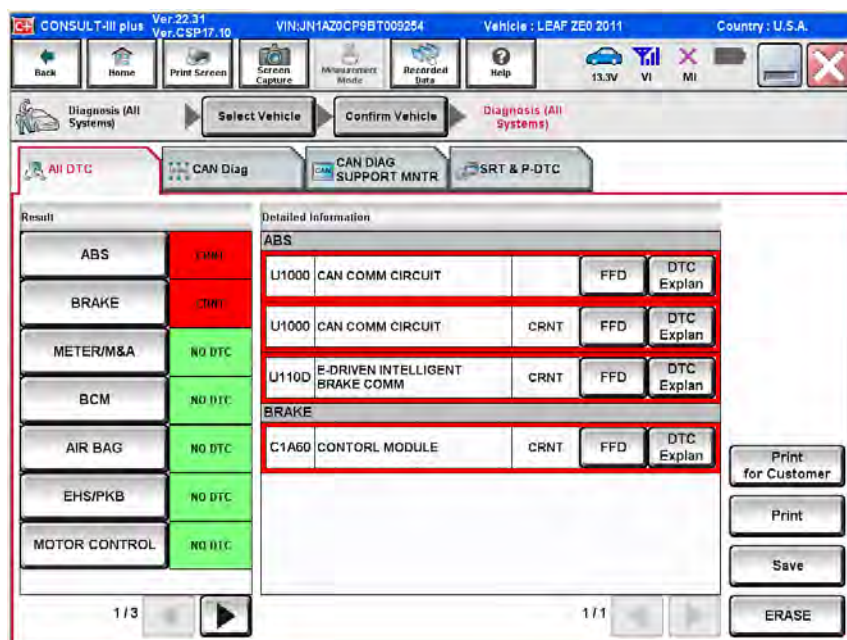 CONSULT-III plus Ver.22.31 VIN:JN1AZ0CP9BT009254 Vehicle : LEAF ZE0 2011 Country : U.S.A.
Ver.CSP17.10
Back Home Print Screen Screen Capture Measurement Mode Recorded Data Help 13.3V VI MI
Diagnosis (All Systems) Select Vehicle Confirm Vehicle Diagnosis (All Systems)
All DTC CAN Diag CAN CAN DIAG SUPPORT MNTR SRT & P-DTC
Result Detailed Information
ABS CRNT
BRAKE CRNT
METER/M&A NO DTC
BCM NO DTC
AIR BAG NO DTC
EHS/PKB NO DTC
MOTOR CONTROL NO DTC
1/3
ABS
U1000 CAN COMM CIRCUIT FFD DTC Explan
U1000 CAN COMM CIRCUIT CRNT FFD DTC Explan
U110D E-DRIVEN INTELLIGENT BRAKE COMM CRNT FFD DTC Explan
BRAKE
C1A60 CONTORL MODULE CRNT FFD DTC Explan
1/1
Print for Customer
Print
Save
ERASE